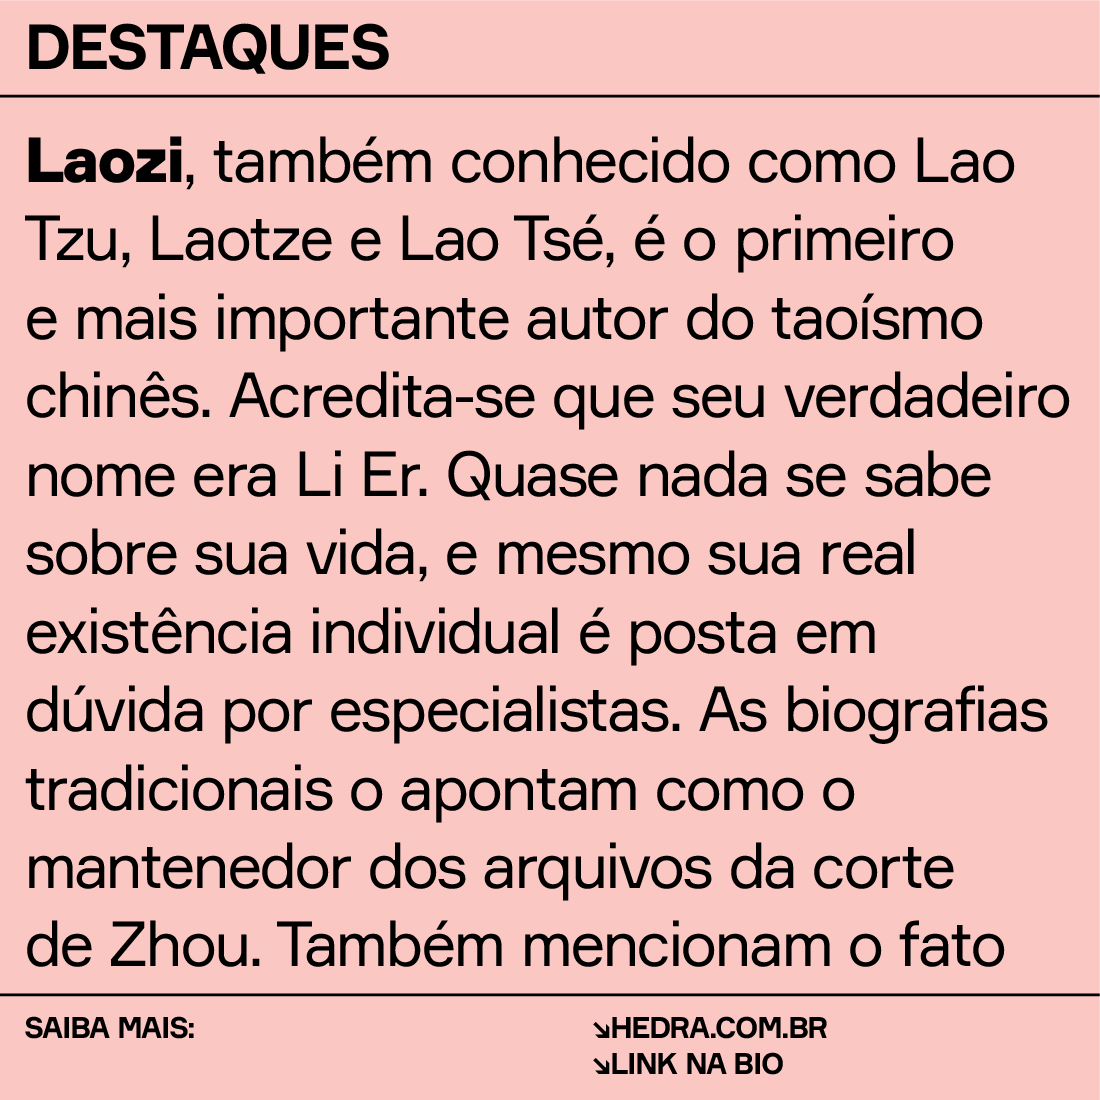 DESTAQUES
Laozi, também conhecido como Lao
Tzu, Laotze e Lao Tsé, é o primeiro
e mais importante autor do taoísmo
chinês. Acredita-se que seu verdadeiro
nome era Li Er. Quase nada se sabe
sobre sua vida, e mesmo sua real
existência individual é posta em
dúvida por especialistas. As biografias
tradicionais o apontam como o
mantenedor dos arquivos da corte
de Zhou. Também mencionam o fato
SAIBA MAIS:
↘HEDRA.COM.BR
↘LINK NA BIO